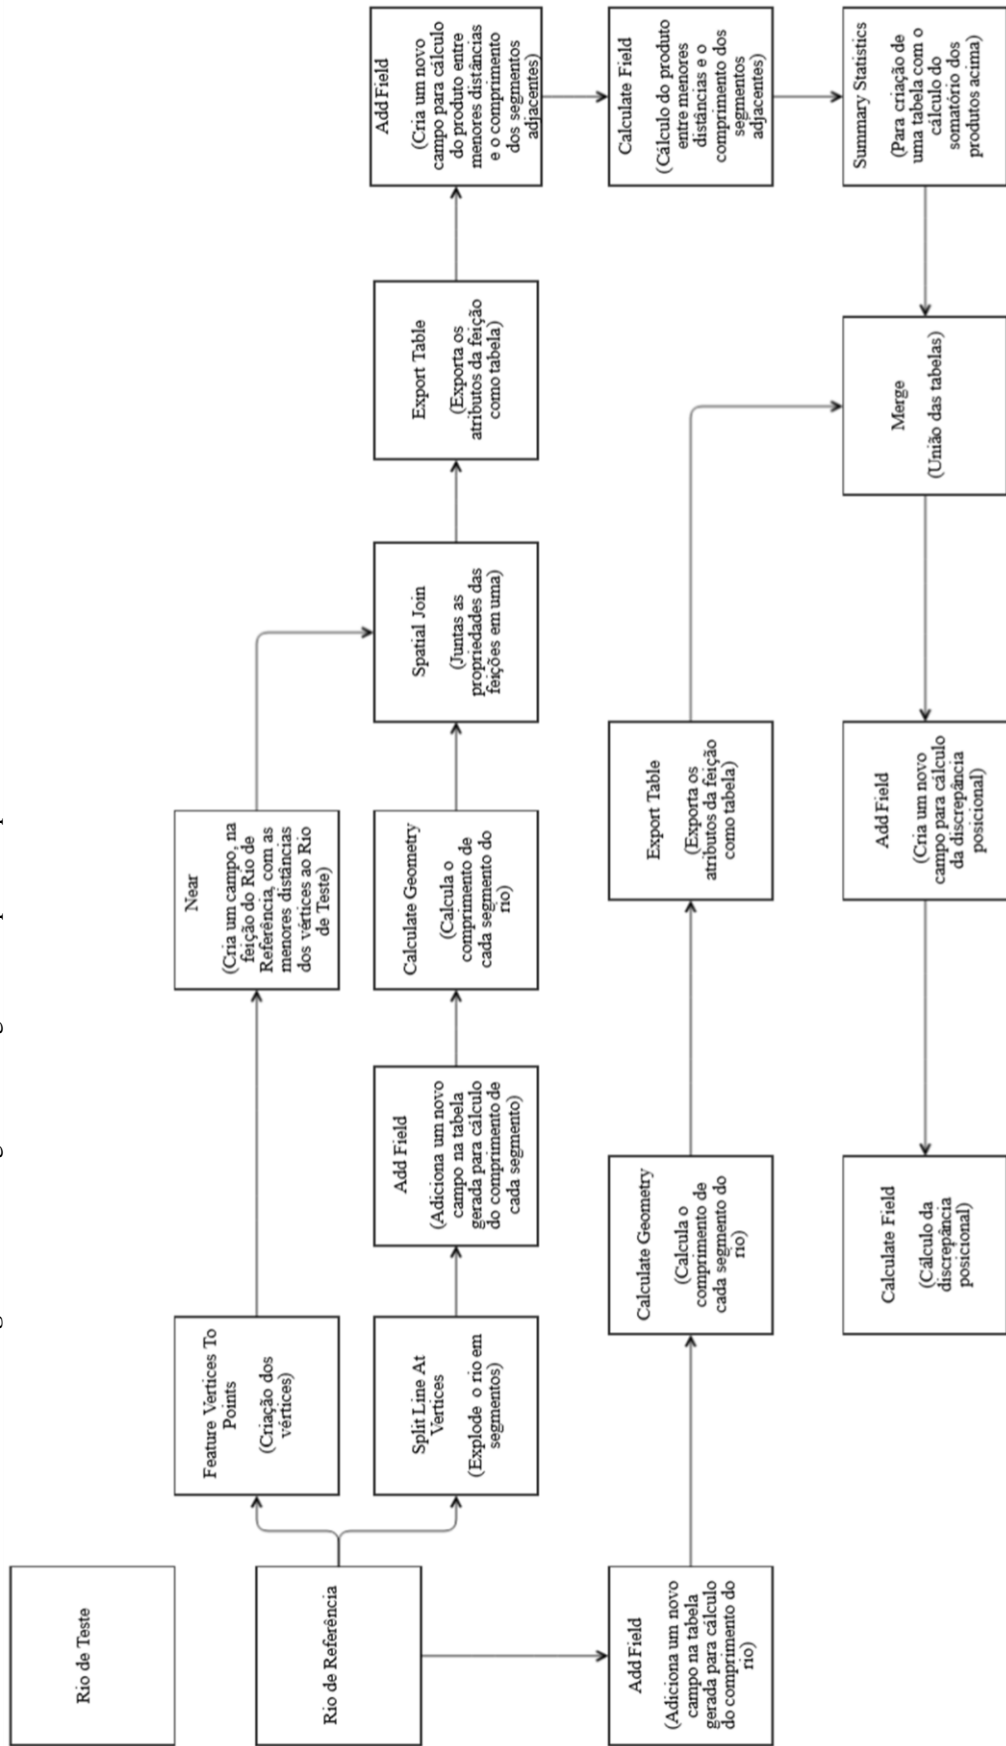 Rio de Teste
Rio de Referência
Feature Vertices To
Points
(Criação dos
vértices)
Near
(Cria um campo, na
feição do Rio de
Referência, com as
menores distâncias
dos vértices ao Rio
de Teste)
Split Line At
Vertices
(Explode o rio em
segmentos)
Add Field
(Adiciona um novo
campo na tabela
gerada para cálculo
do comprimento de
cada segmento)
Calculate Geometry
(Calcula o
comprimento de
cada segmento do
rio)
Spatial Join
(Juntas as
propriedades das
feições em uma)
Export Table
(Exporta os
atributos da feição
como tabela)
Add Field
(Cria um novo
campo para cálculo
do produto entre
menores distâncias
e o comprimento
dos segmentos
adjacentes)
Add Field
(Adiciona um novo
campo na tabela
gerada para cálculo
do comprimento do
rio)
Calculate Geometry
(Calcula o
comprimento de
cada segmento do
rio)
Export Table
(Exporta os
atributos da feição
como tabela)
Calculate Field
(Cálculo do produto
entre menores
distâncias e o
comprimento dos
segmentos
adjacentes)
Calculate Field
(Cálculo da
discrepância
posicional)
Add Field
(Cria um novo
campo para cálculo
da discrepância
posicional)
Merge
(União das tabelas)
Summary Statistics
(Para criação de
uma tabela com o
cálculo do
somatório dos
produtos acima)